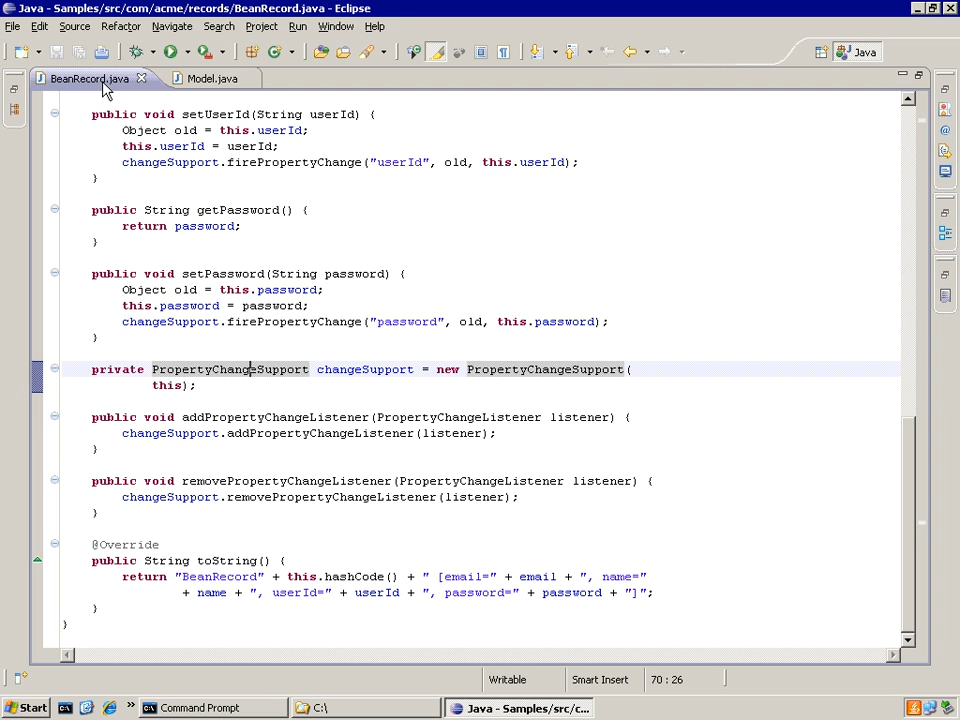 Java - Samples/src/com/acme/records/BeanRecord.java - Eclipse
File Edit Source Refactor Navigate Search Project Run Window Help
Java
BeanRecord.java Model.java
public void setUserId(String userId) {
Object old = this.userId;
this.userId = userId;
changeSupport.firePropertyChange("userId", old, this.userId);
}
public String getPassword() {
return password;
}
public void setPassword(String password) {
Object old = this.password;
this.password = password;
changeSupport.firePropertyChange("password", old, this.password);
}
private PropertyChangeSupport changeSupport = new PropertyChangeSupport(
this);
public void addPropertyChangeListener(PropertyChangeListener listener) {
changeSupport.addPropertyChangeListener(listener);
}
public void removePropertyChangeListener(PropertyChangeListener listener) {
changeSupport.removePropertyChangeListener(listener);
}
@Override
public String toString() {
return "BeanRecord" + this.hashCode() + " [email=" + email + ", name="
+ name + ", userId=" + userId + ", password=" + password + "]";
}
}
Writable Smart Insert 70 : 26
Start Command Prompt C:\ Java - Samples/src/c...